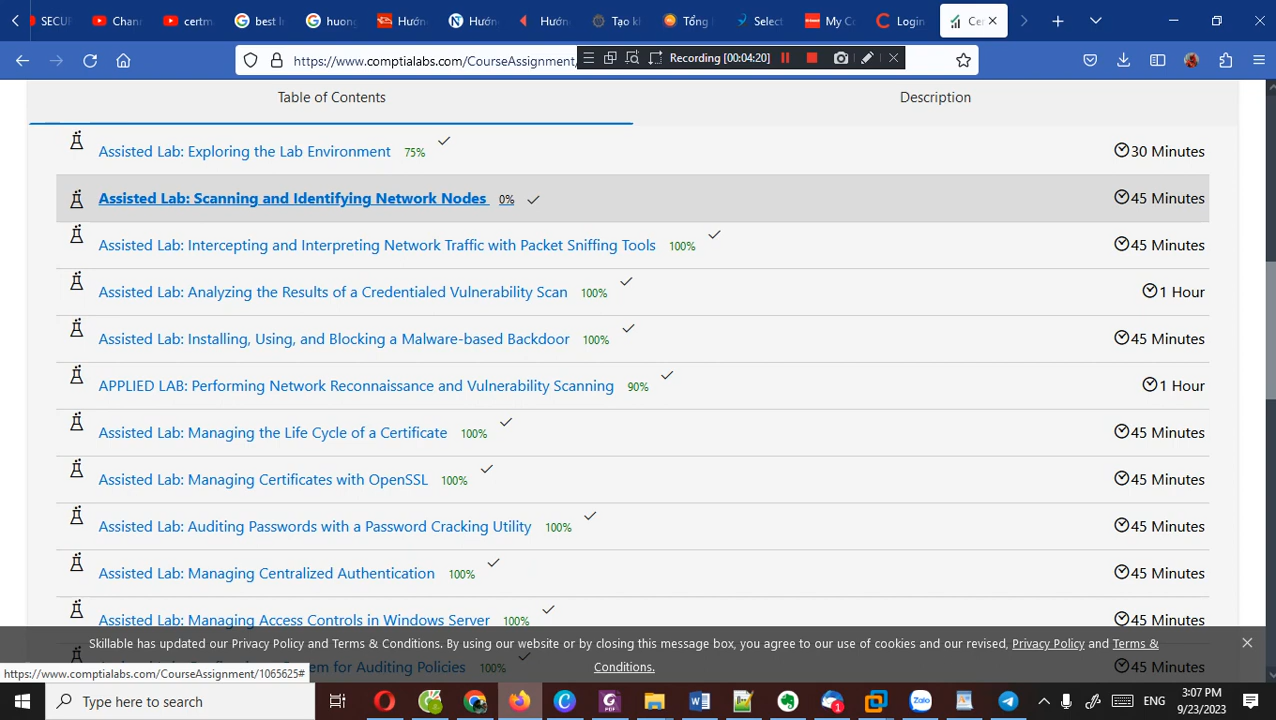 SECUI
Chann
certm
best In
huong
Hướn
Hướn
Hướn
Tạo kh
Tổng h
Select
My Co
Login
Cer
https://www.comptialabs.com/CourseAssignment/
Recording [00:04:20]
Table of Contents
Description
Assisted Lab: Exploring the Lab Environment 75% 30 Minutes
Assisted Lab: Scanning and Identifying Network Nodes 0% 45 Minutes
Assisted Lab: Intercepting and Interpreting Network Traffic with Packet Sniffing Tools 100% 45 Minutes
Assisted Lab: Analyzing the Results of a Credentialed Vulnerability Scan 100% 1 Hour
Assisted Lab: Installing, Using, and Blocking a Malware-based Backdoor 100% 45 Minutes
APPLIED LAB: Performing Network Reconnaissance and Vulnerability Scanning 90% 1 Hour
Assisted Lab: Managing the Life Cycle of a Certificate 100% 45 Minutes
Assisted Lab: Managing Certificates with OpenSSL 100% 45 Minutes
Assisted Lab: Auditing Passwords with a Password Cracking Utility 100% 45 Minutes
Assisted Lab: Managing Centralized Authentication 100% 45 Minutes
Assisted Lab: Managing Access Controls in Windows Server 100% 45 Minutes
Skillable has updated our Privacy Policy and Terms & Conditions. By using our website or by closing this message box, you agree to our use of cookies and our revised, Privacy Policy and Terms &
Conditions.
for Auditing Policies 100% 45 Minutes
https://www.comptialabs.com/CourseAssignment/1065625#
Type here to search
ENG
3:07 PM
9/23/2023